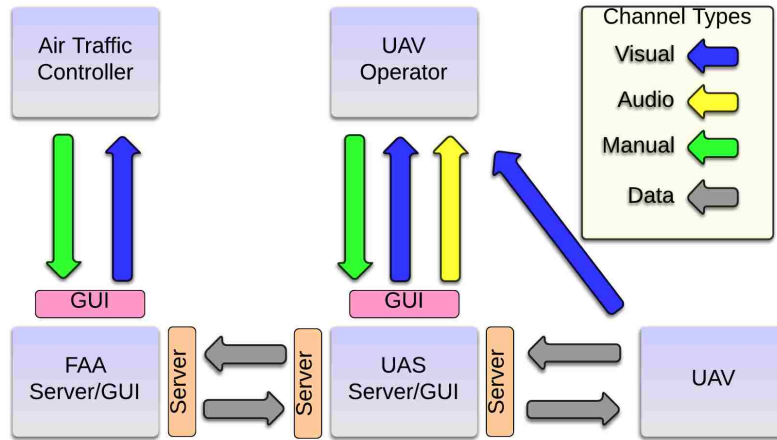 Air Traffic
Controller
UAV
Operator
Channel Types
Visual
Audio
Manual
Data
GUI
GUI
FAA
Server/GUI
Server
Server
UAS
Server/GUI
Server
UAV